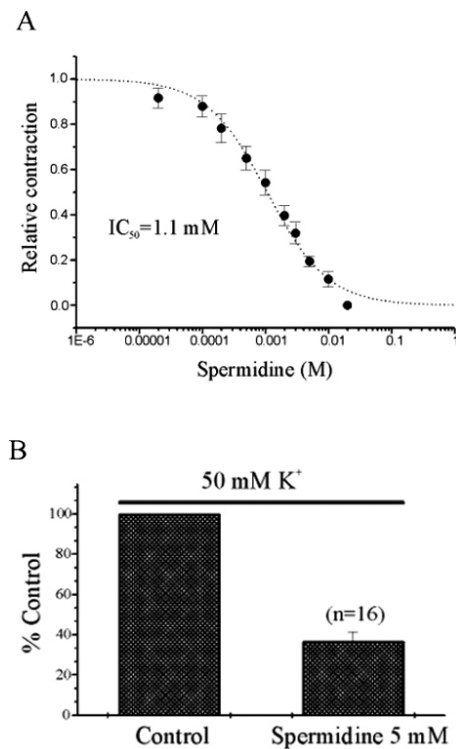 A
1.0
0.8
0.6
0.4
0.2
0.0
Relative contraction
IC₅₀=1.1 mM
1E-6 0.00001 0.0001 0.001 0.01 0.1 1
Spermidine (M)
B
50 mM K⁺
100
80
60
40
20
0
% Control
(n=16)
Control Spermidine 5 mM